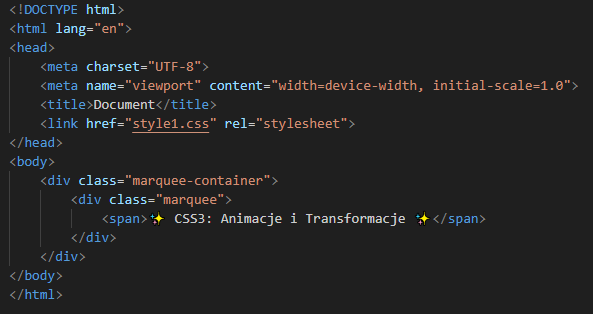 <!DOCTYPE html>
<html lang="en">
<head>
    <meta charset="UTF-8">
    <meta name="viewport" content="width=device-width, initial-scale=1.0">
    <title>Document</title>
    <link href="style1.css" rel="stylesheet">
</head>
<body>
    <div class="marquee-container">
        <div class="marquee">
            <span>✨ CSS3: Animacje i Transformacje ✨</span>
        </div>
    </div>
</body>
</html>